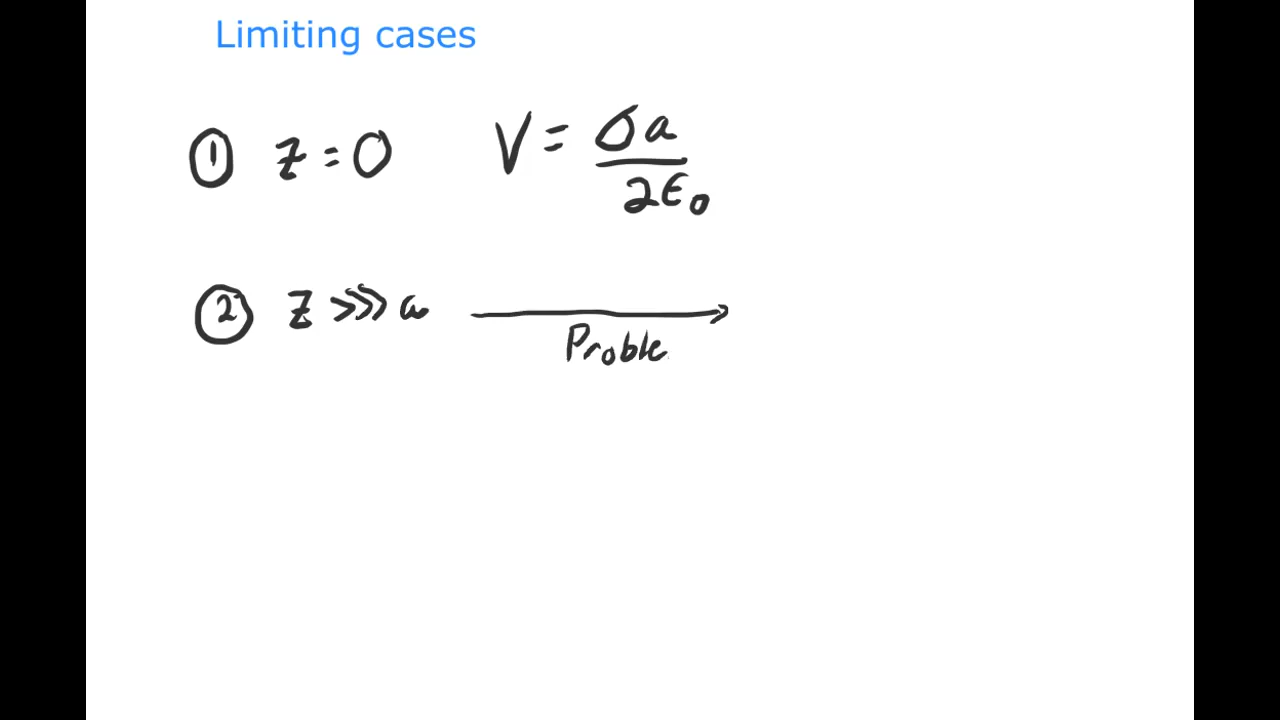 Limiting cases
① z = 0 V = σa / 2ϵ₀
② z >>> a ⟶ Proble